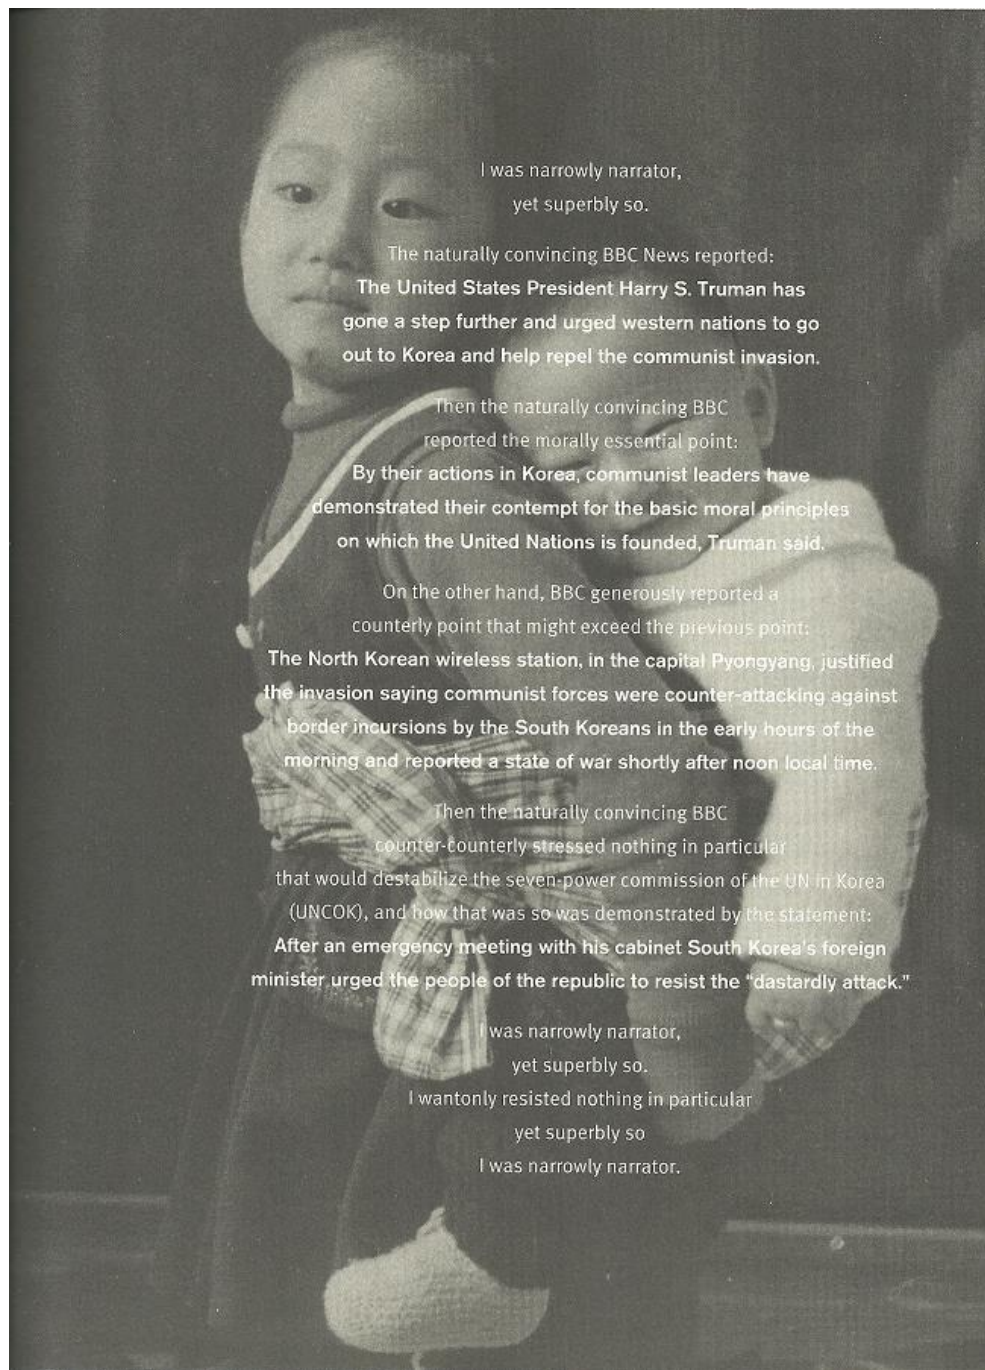 I was narrowly narrator,
yet superbly so.
The naturally convincing BBC News reported:
The United States President Harry S. Truman has
gone a step further and urged western nations to go
out to Korea and help repel the communist invasion.
Then the naturally convincing BBC
reported the morally essential point:
By their actions in Korea, communist leaders have
demonstrated their contempt for the basic moral principles
on which the United Nations is founded, Truman said.
On the other hand, BBC generously reported a
counterly point that might exceed the previous point:
The North Korean wireless station, in the capital Pyongyang, justified
the invasion saying communist forces were counter-attacking against
border incursions by the South Koreans in the early hours of the
morning and reported a state of war shortly after noon local time.
Then the naturally convincing BBC
counter-counterly stressed nothing in particular
that would destabilize the seven-power commission of the UN in Korea
(UNCOK), and how that was so was demonstrated by the statement:
After an emergency meeting with his cabinet South Korea's foreign
minister urged the people of the republic to resist the “dastardly attack.”
I was narrowly narrator,
yet superbly so.
I wantonly resisted nothing in particular
yet superbly so
I was narrowly narrator.